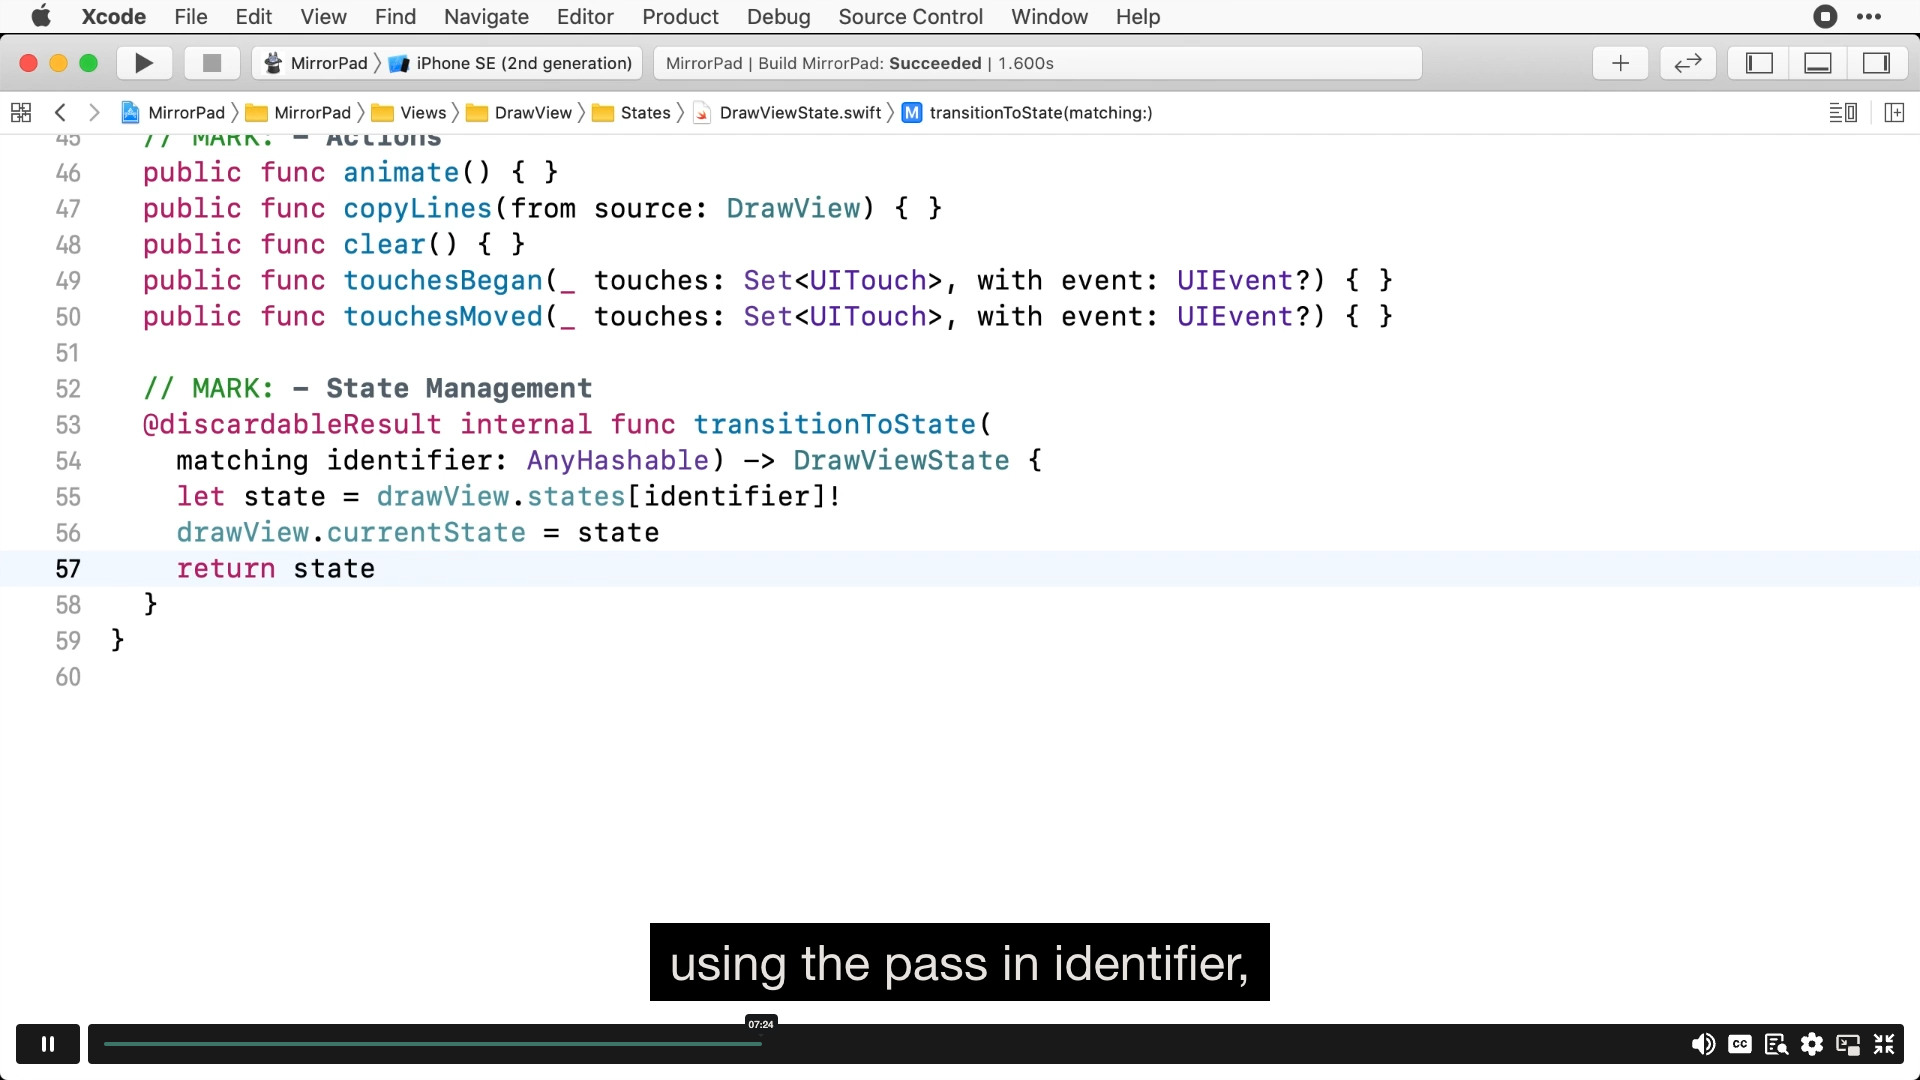 Xcode File Edit View Find Navigate Editor Product Debug Source Control Window Help
MirrorPad 〉 iPhone SE (2nd generation) MirrorPad | Build MirrorPad: Succeeded | 1.600s
MirrorPad 〉 MirrorPad 〉 Views 〉 DrawView 〉 States 〉 DrawViewState.swift 〉 M transitionToState(matching:)
45 // MARK: - Actions
46 public func animate() { }
47 public func copyLines(from source: DrawView) { }
48 public func clear() { }
49 public func touchesBegan(_ touches: Set<UITouch>, with event: UIEvent?) { }
50 public func touchesMoved(_ touches: Set<UITouch>, with event: UIEvent?) { }
51
52 // MARK: - State Management
53 @discardableResult internal func transitionToState(
54 matching identifier: AnyHashable) -> DrawViewState {
55 let state = drawView.states[identifier]!
56 drawView.currentState = state
57 return state
58 }
59 }
60
using the pass in identifier,
07:24
CC